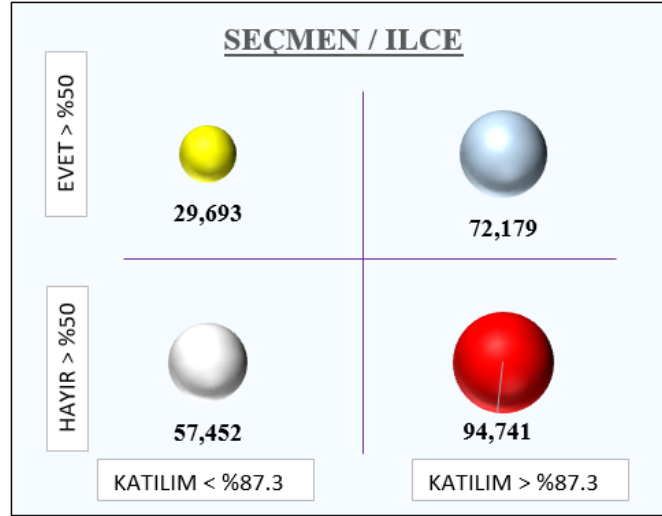 SEÇMEN / ILCE
EVET > %50
29,693
72,179
HAYIR > %50
57,452
94,741
KATILIM < %87.3
KATILIM > %87.3